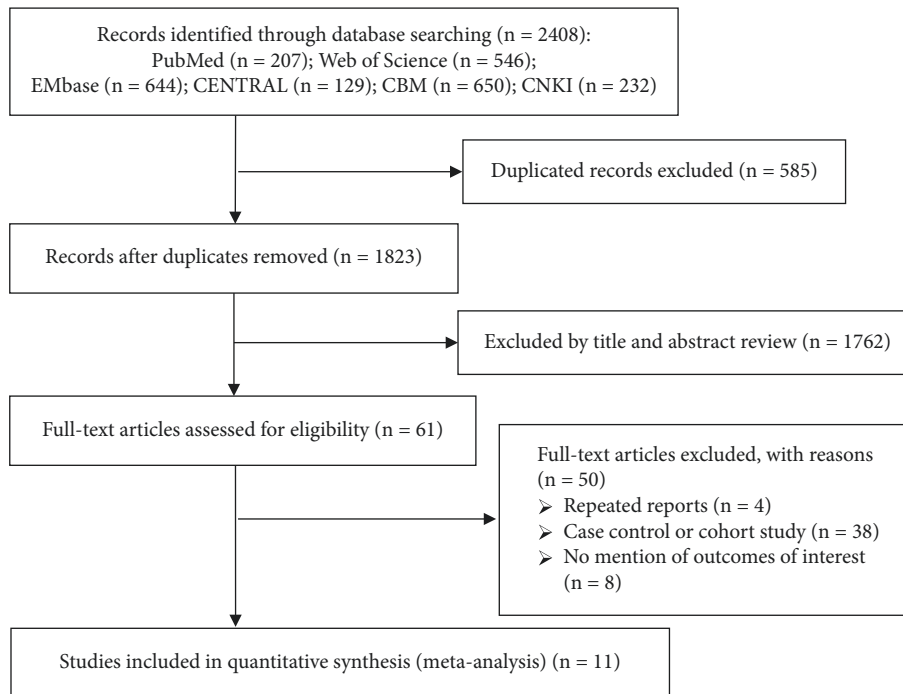 Records identified through database searching (n = 2408):
PubMed (n = 207); Web of Science (n = 546);
EMbase (n = 644); CENTRAL (n = 129); CBM (n = 650); CNKI (n = 232)
Duplicated records excluded (n = 585)
Records after duplicates removed (n = 1823)
Excluded by title and abstract review (n = 1762)
Full-text articles assessed for eligibility (n = 61)
Full-text articles excluded, with reasons
(n = 50)
➢ Repeated reports (n = 4)
➢ Case control or cohort study (n = 38)
➢ No mention of outcomes of interest
(n = 8)
Studies included in quantitative synthesis (meta-analysis) (n = 11)